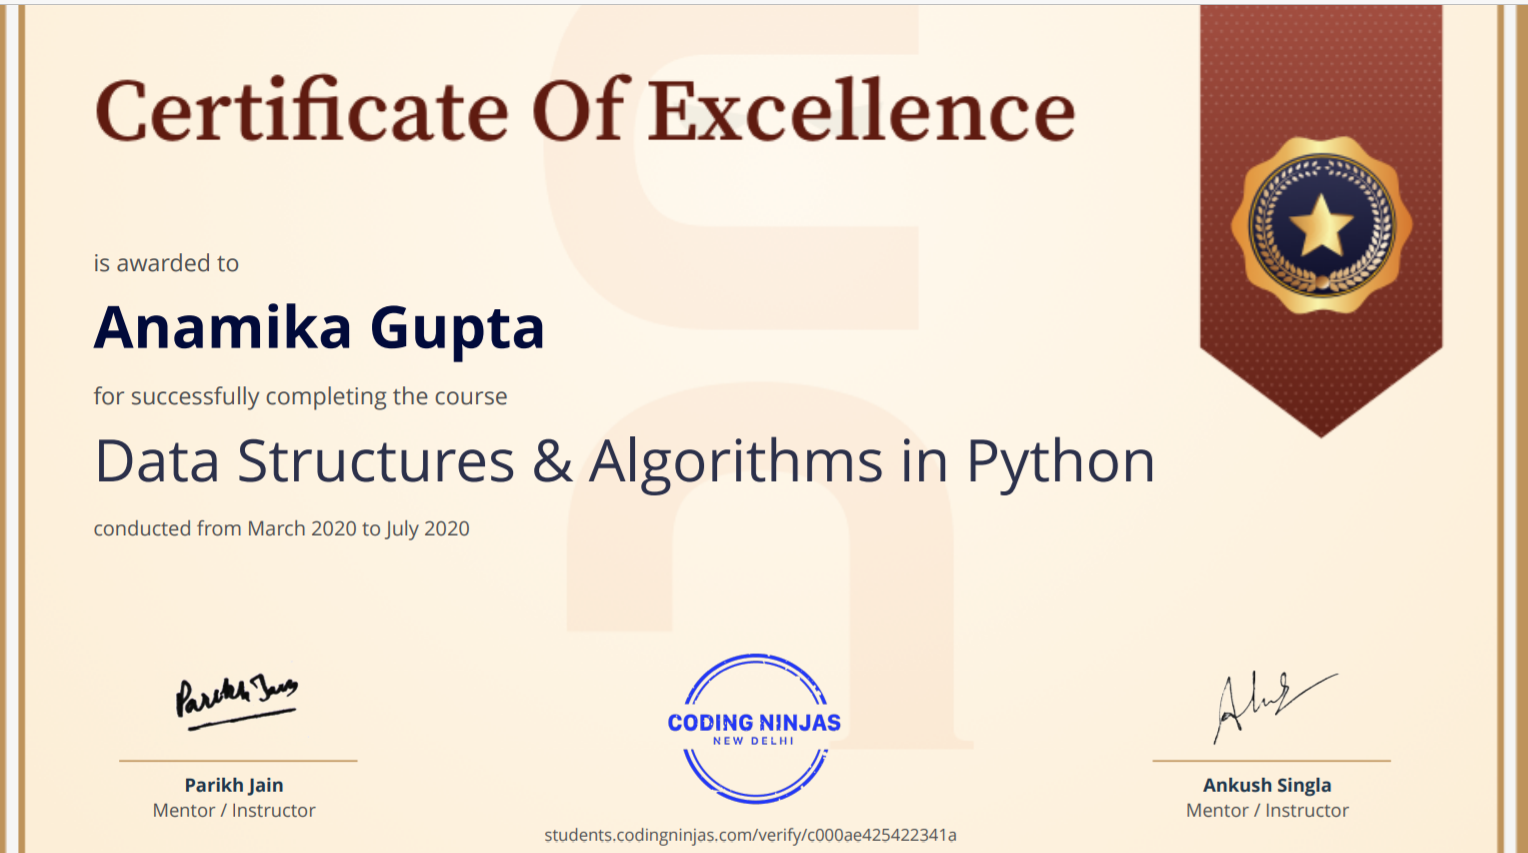 Certificate Of Excellence
is awarded to
Anamika Gupta
for successfully completing the course
Data Structures & Algorithms in Python
conducted from March 2020 to July 2020
Parikh Jain
CODING NINJAS
NEW DELHI
Parikh Jain
Mentor / Instructor
Ankush Singla
Mentor / Instructor
students.codingninjas.com/verify/c000ae425422341a